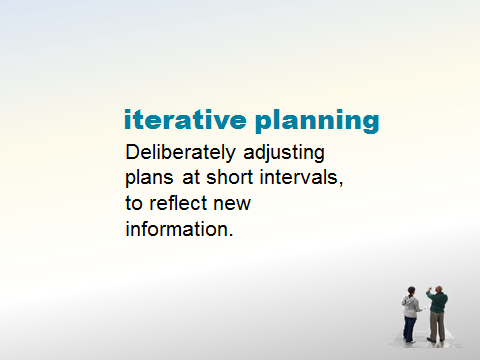 iterative planning
Deliberately adjusting
plans at short intervals,
to reflect new
information.